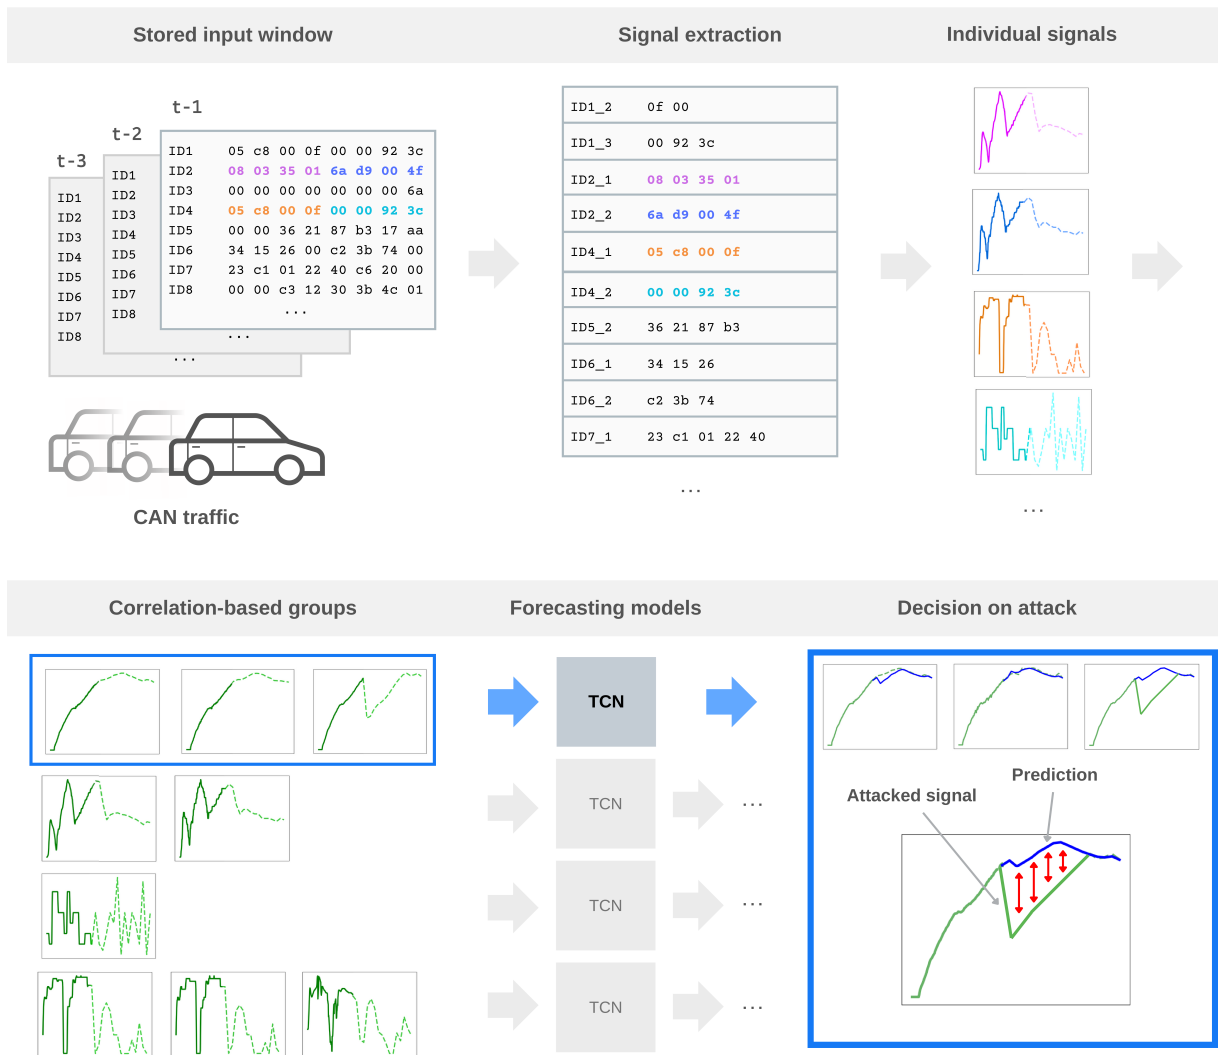 Stored input window
Signal extraction
Individual signals
t-1
t-2
t-3
ID1
ID2
ID3
ID4
ID5
ID6
ID7
ID8
...
ID1
ID2
ID3
ID4
ID5
ID6
ID7
ID8
...
ID1 05 c8 00 0f 00 00 92 3c
ID2 08 03 35 01 6a d9 00 4f
ID3 00 00 00 00 00 00 00 6a
ID4 05 c8 00 0f 00 00 92 3c
ID5 00 00 36 21 87 b3 17 aa
ID6 34 15 26 00 c2 3b 74 00
ID7 23 c1 01 22 40 c6 20 00
ID8 00 00 c3 12 30 3b 4c 01
...
CAN traffic
ID1_2 0f 00
ID1_3 00 92 3c
ID2_1 08 03 35 01
ID2_2 6a d9 00 4f
ID4_1 05 c8 00 0f
ID4_2 00 00 92 3c
ID5_2 36 21 87 b3
ID6_1 34 15 26
ID6_2 c2 3b 74
ID7_1 23 c1 01 22 40
...
...
Correlation-based groups
Forecasting models
Decision on attack
TCN
TCN
...
TCN
...
TCN
...
Prediction
Attacked signal